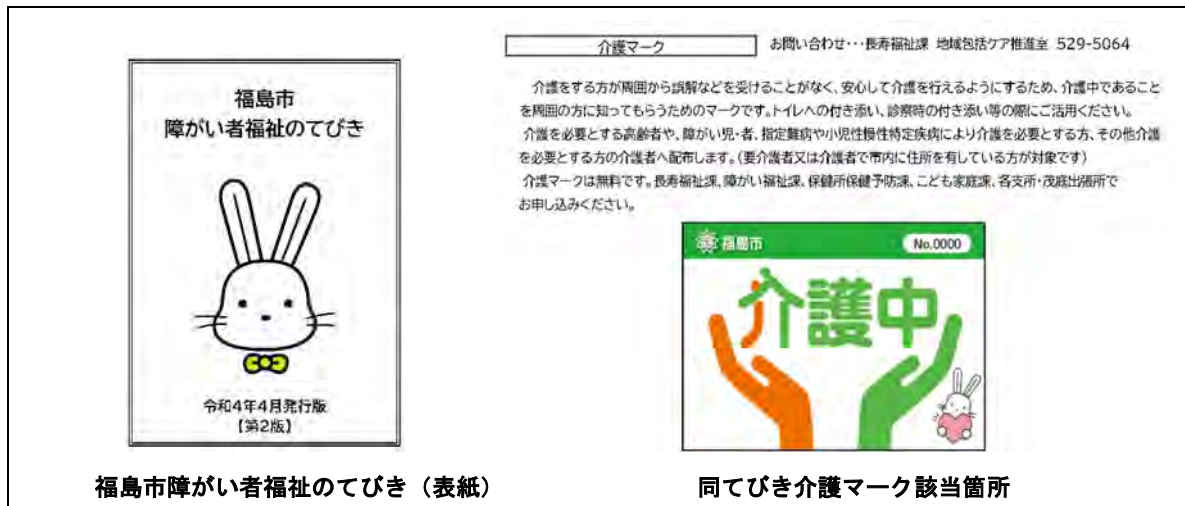 福島市
障がい者福祉のてびき
令和4年4月発行版
【第2版】
福島市障がい者福祉のてびき（表紙）
介護マーク
お問い合わせ・・・長寿福祉課 地域包括ケア推進室 529-5064
介護をする方が周囲から誤解などを受けることがなく、安心して介護を行えるようにするため、介護中であること
を周囲の方に知ってもらうためのマークです。トイレへの付き添い、診察時の付き添い等の際にご活用ください。
介護を必要とする高齢者や、障がい児・者、指定難病や小児性慢性特定疾病により介護を必要とする方、その他介護
を必要とする方の介護者へ配布します。（要介護者又は介護者で市内に住所を有している方が対象です）
介護マークは無料です。長寿福祉課、障がい福祉課、保健所保健予防課、こども家庭課、各支所・茂庭出張所で
お申し込みください。
福島市
No.0000
介護中
同てびき介護マーク該当箇所